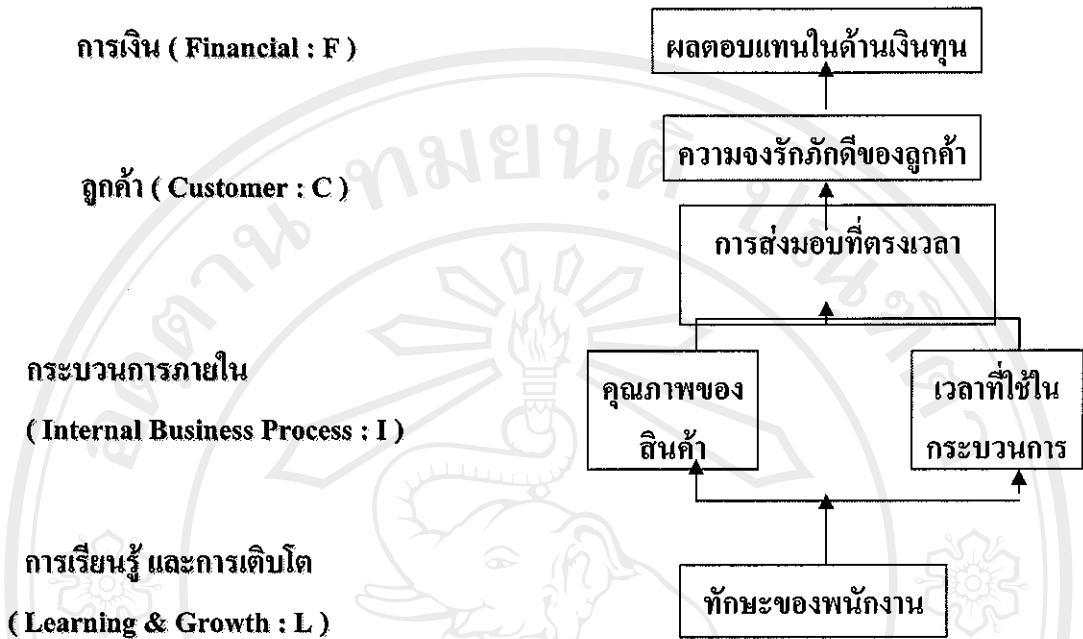 การเงิน ( Financial : F )
ผลตอบแทนในด้านเงินทุน
ความจงรักภักดีของลูกค้า
ลูกค้า ( Customer : C )
การส่งมอบที่ตรงเวลา
กระบวนการภายใน
( Internal Business Process : I )
คุณภาพของ
สินค้า
เวลาที่ใช้ใน
กระบวนการ
การเรียนรู้ และการเติบโต
( Learning & Growth : L )
ทักษะของพนักงาน